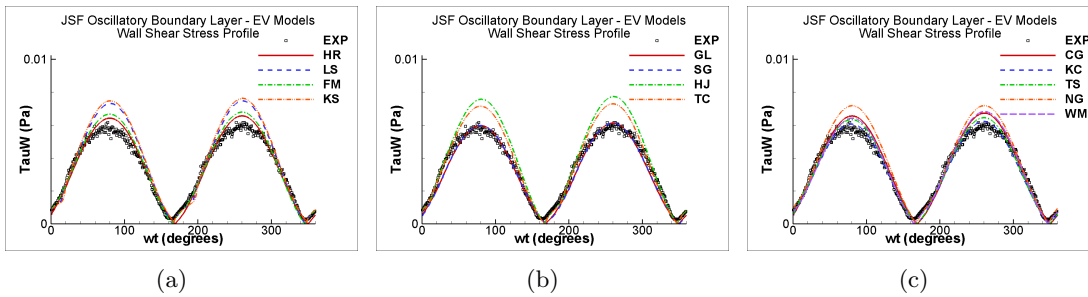 JSF Oscillatory Boundary Layer - EV Models
Wall Shear Stress Profile
EXP
HR
LS
FM
KS
0.01
TauW (Pa)
0
0
100
200
300
wt (degrees)
(a)
JSF Oscillatory Boundary Layer - EV Models
Wall Shear Stress Profile
EXP
GL
SG
HJ
TC
0.01
TauW (Pa)
0
0
100
200
300
wt (degrees)
(b)
JSF Oscillatory Boundary Layer - EV Models
Wall Shear Stress Profile
EXP
CG
KC
TS
NG
WM
0.01
TauW (Pa)
0
0
100
200
300
wt (degrees)
(c)